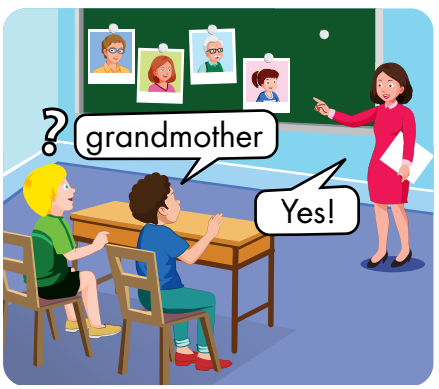 ?
grandmother
Yes!